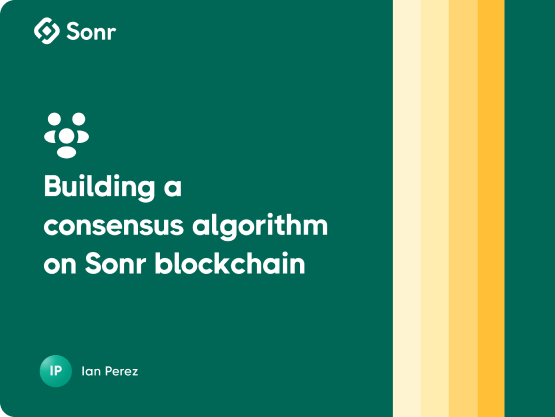 Sonr
Building a
consensus algorithm
on Sonr blockchain
IP
Ian Perez